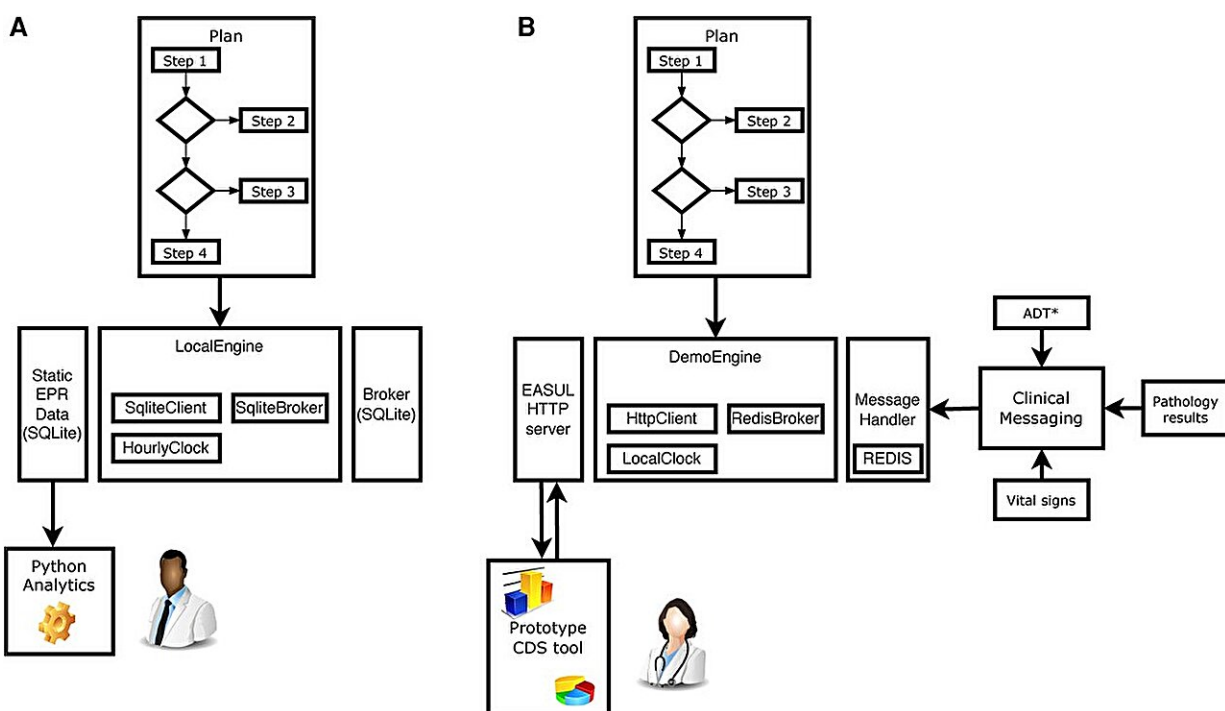 A
Plan
Step 1
Step 2
Step 3
Step 4
Static
EPR
Data
(SQLite)
LocalEngine
SqliteClient
SqliteBroker
HourlyClock
Broker
(SQLite)
Python
Analytics
B
Plan
Step 1
Step 2
Step 3
Step 4
EASUL
HTTP
server
DemoEngine
HttpClient
RedisBroker
LocalClock
Message
Handler
REDIS
ADT*
Clinical
Messaging
Pathology
results
Vital signs
Prototype
CDS tool